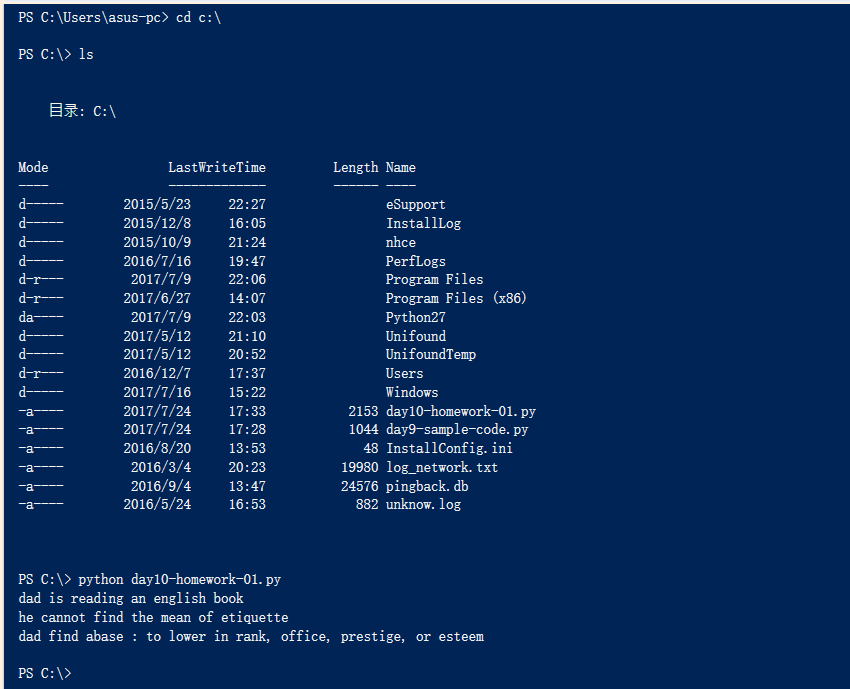 PS C:\Users\asus-pc> cd c:\
PS C:\> ls
目录: C:\
Mode LastWriteTime Length Name
---- ------------- ------ ----
d----- 2015/5/23 22:27 eSupport
d----- 2015/12/8 16:05 InstallLog
d----- 2015/10/9 21:24 nhce
d----- 2016/7/16 19:47 PerfLogs
d-r--- 2017/7/9 22:06 Program Files
d-r--- 2017/6/27 14:07 Program Files (x86)
da---- 2017/7/9 22:03 Python27
d----- 2017/5/12 21:10 Unifound
d----- 2017/5/12 20:52 UnifoundTemp
d-r--- 2016/12/7 17:37 Users
d----- 2017/7/16 15:22 Windows
-a---- 2017/7/24 17:33 2153 day10-homework-01.py
-a---- 2017/7/24 17:28 1044 day9-sample-code.py
-a---- 2016/8/20 13:53 48 InstallConfig.ini
-a---- 2016/3/4 20:23 19980 log_network.txt
-a---- 2016/9/4 13:47 24576 pingback.db
-a---- 2016/5/24 16:53 882 unknow.log
PS C:\> python day10-homework-01.py
dad is reading an english book
he cannot find the mean of etiquette
dad find abase : to lower in rank, office, prestige, or esteem
PS C:\>